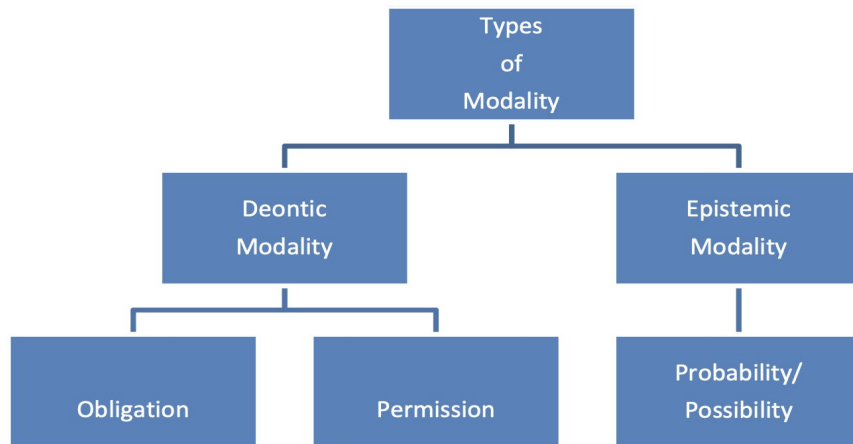 Types
of
Modality
Deontic
Modality
Epistemic
Modality
Obligation
Permission
Probability/
Possibility